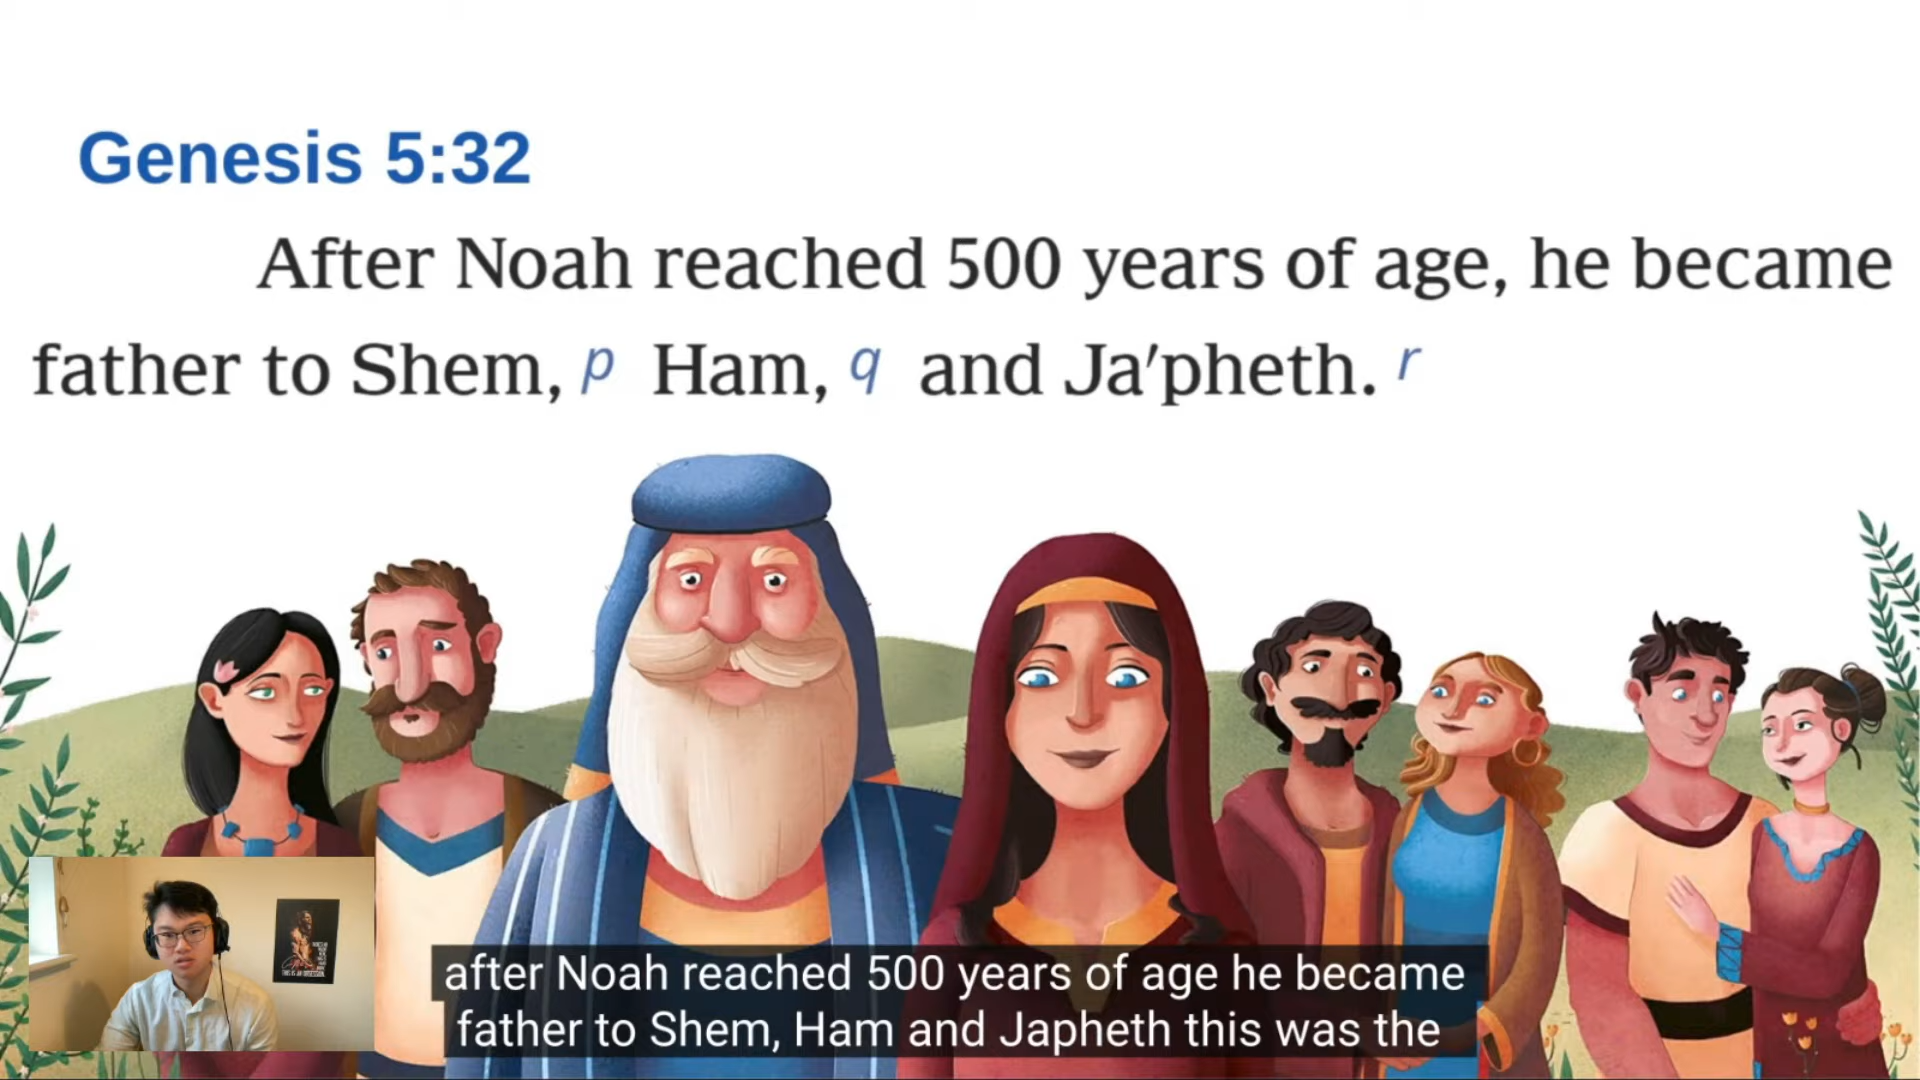 Genesis 5:32
After Noah reached 500 years of age, he became
father to Shem, p Ham, q and Ja′pheth. r
after Noah reached 500 years of age he became
father to Shem, Ham and Japheth this was the